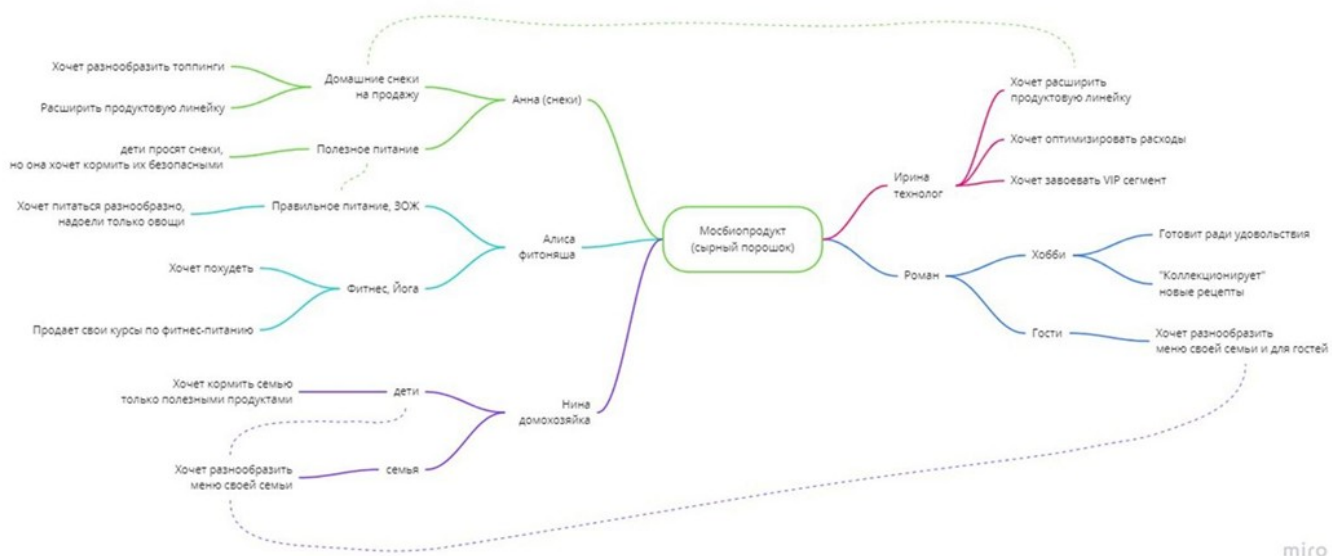 Хочет разнообразить топпинги
Расширить продуктовую линейку
Домашние снеки
на продажу
дети просят снеки,
но она хочет кормить их безопасными
Полезное питание
Анна (снеки)
Хочет питаться разнообразно,
надоели только овощи
Правильное питание, ЗОЖ
Хочет похудеть
Продает свои курсы по фитнес-питанию
Фитнес, Йога
Алиса
фитоняша
Хочет кормить семью
только полезными продуктами
дети
Хочет разнообразить
меню своей семьи
семья
Нина
домохозяйка
Мосбиопродукт
(сырный порошок)
Ирина
технолог
Хочет расширить
продуктовую линейку
Хочет оптимизировать расходы
Хочет завоевать VIP сегмент
Роман
Хобби
Готовит ради удовольствия
"Коллекционирует"
новые рецепты
Гости
Хочет разнообразить
меню своей семьи и для гостей
miro